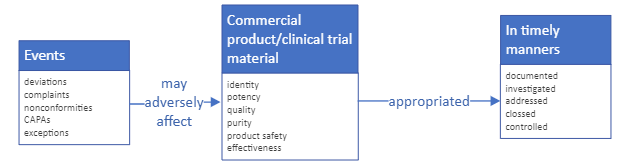 Events
deviations
complaints
nonconformities
CAPAs
exceptions
may
adversely
affect
Commercial
product/clinical trial
material
identity
potency
quality
purity
product safety
effectiveness
appropriated
In timely
manners
documented
investigated
addressed
clossed
controlled